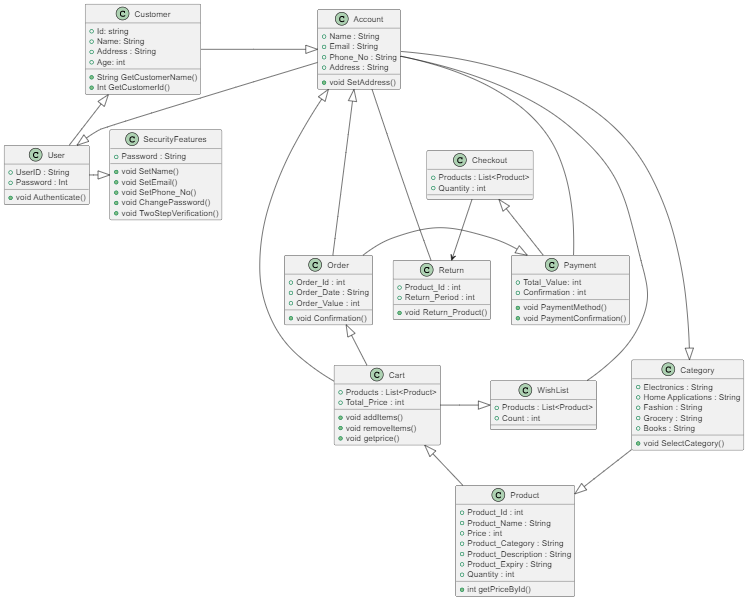 C Customer
Id: string
Name: String
Address : String
Age: int
String GetCustomerName()
Int GetCustomerId()
C Account
Name : String
Email : String
Phone_No : String
Address : String
void SetAddress()
C User
UserID : String
Password : Int
void Authenticate()
C SecurityFeatures
Password : String
void SetName()
void SetEmail()
void SetPhone_No()
void ChangePassword()
void TwoStepVerification()
C Checkout
Products : List<Product>
Quantity : int
C Order
Order_Id : int
Order_Date : String
Order_Value : int
void Confirmation()
C Return
Product_Id : int
Return_Period : int
void Return_Product()
C Payment
Total_Value: int
Confirmation : int
void PaymentMethod()
void PaymentConfirmation()
C Cart
Products : List<Product>
Total_Price : int
void addItems()
void removeItems()
void getprice()
C WishList
Products : List<Product>
Count : int
C Category
Electronics : String
Home Applications : String
Fashion : String
Grocery : String
Books : String
void SelectCategory()
C Product
Product_Id : int
Product_Name : String
Price : int
Product_Category : String
Product_Description : String
Product_Expiry : String
Quantity : int
int getPriceById()